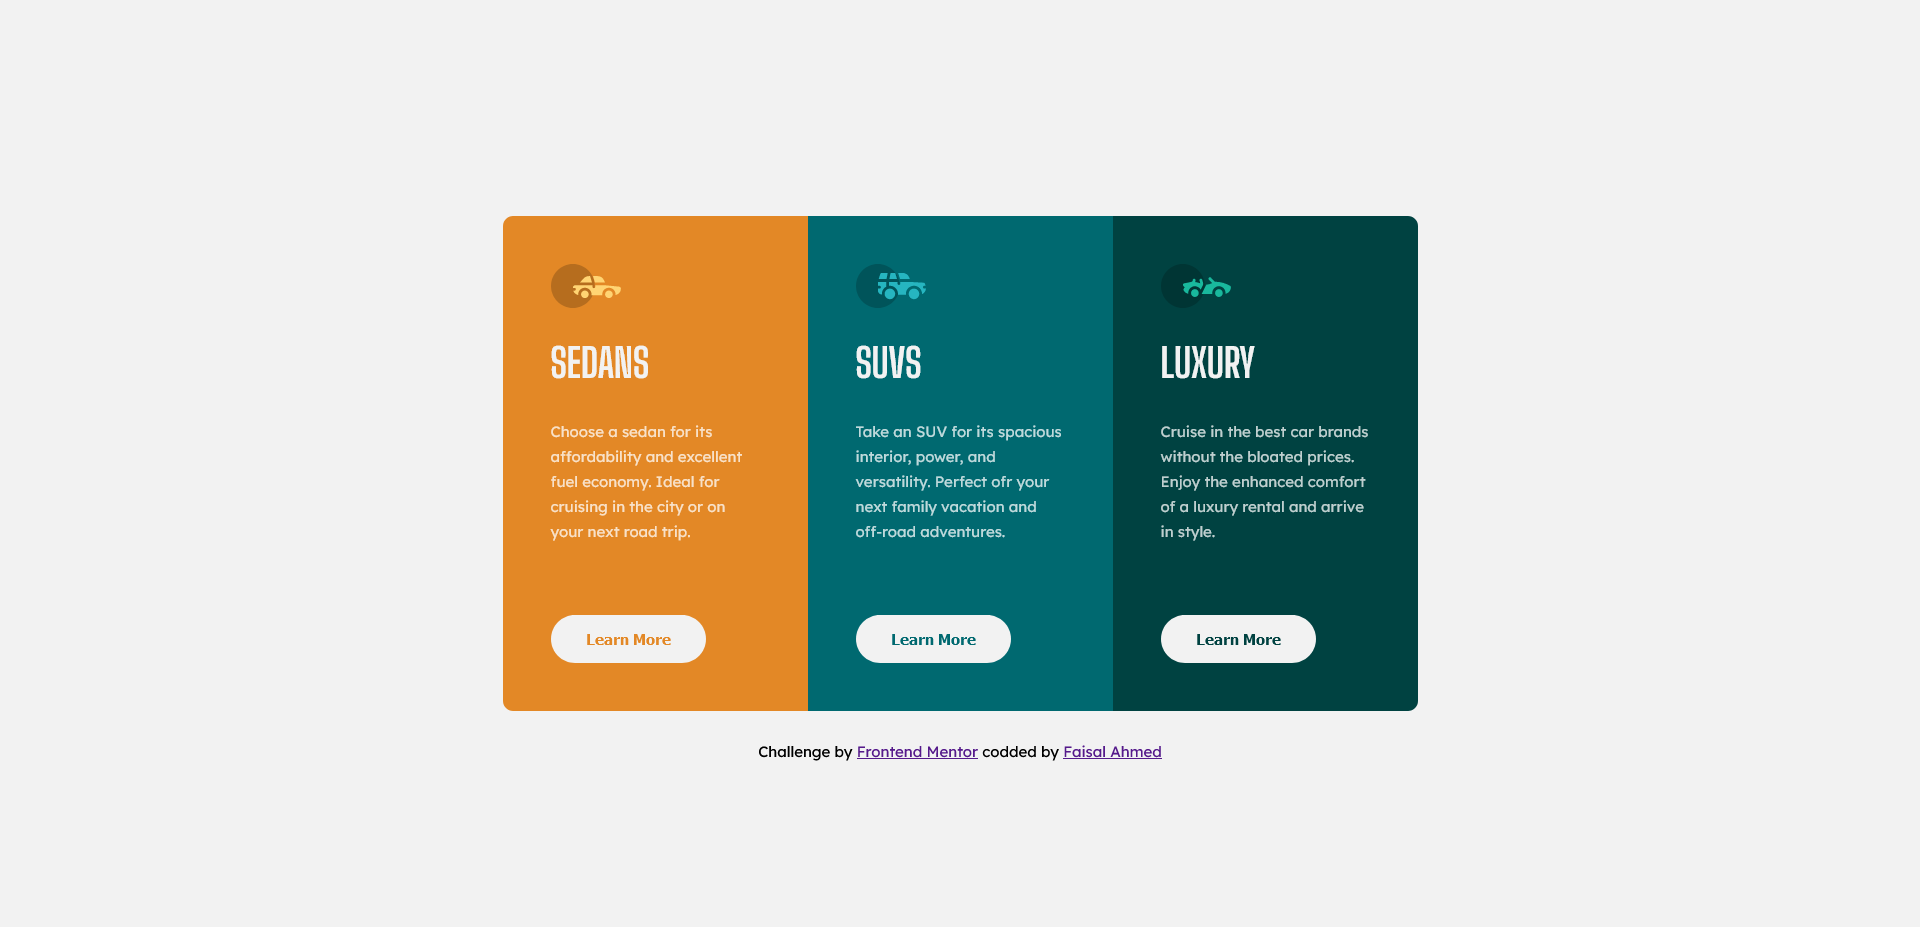 SEDANS
Choose a sedan for its
affordability and excellent
fuel economy. Ideal for
cruising in the city or on
your next road trip.
Learn More
SUVS
Take an SUV for its spacious
interior, power, and
versatility. Perfect ofr your
next family vacation and
off-road adventures.
Learn More
LUXURY
Cruise in the best car brands
without the bloated prices.
Enjoy the enhanced comfort
of a luxury rental and arrive
in style.
Learn More
Challenge by Frontend Mentor codded by Faisal Ahmed